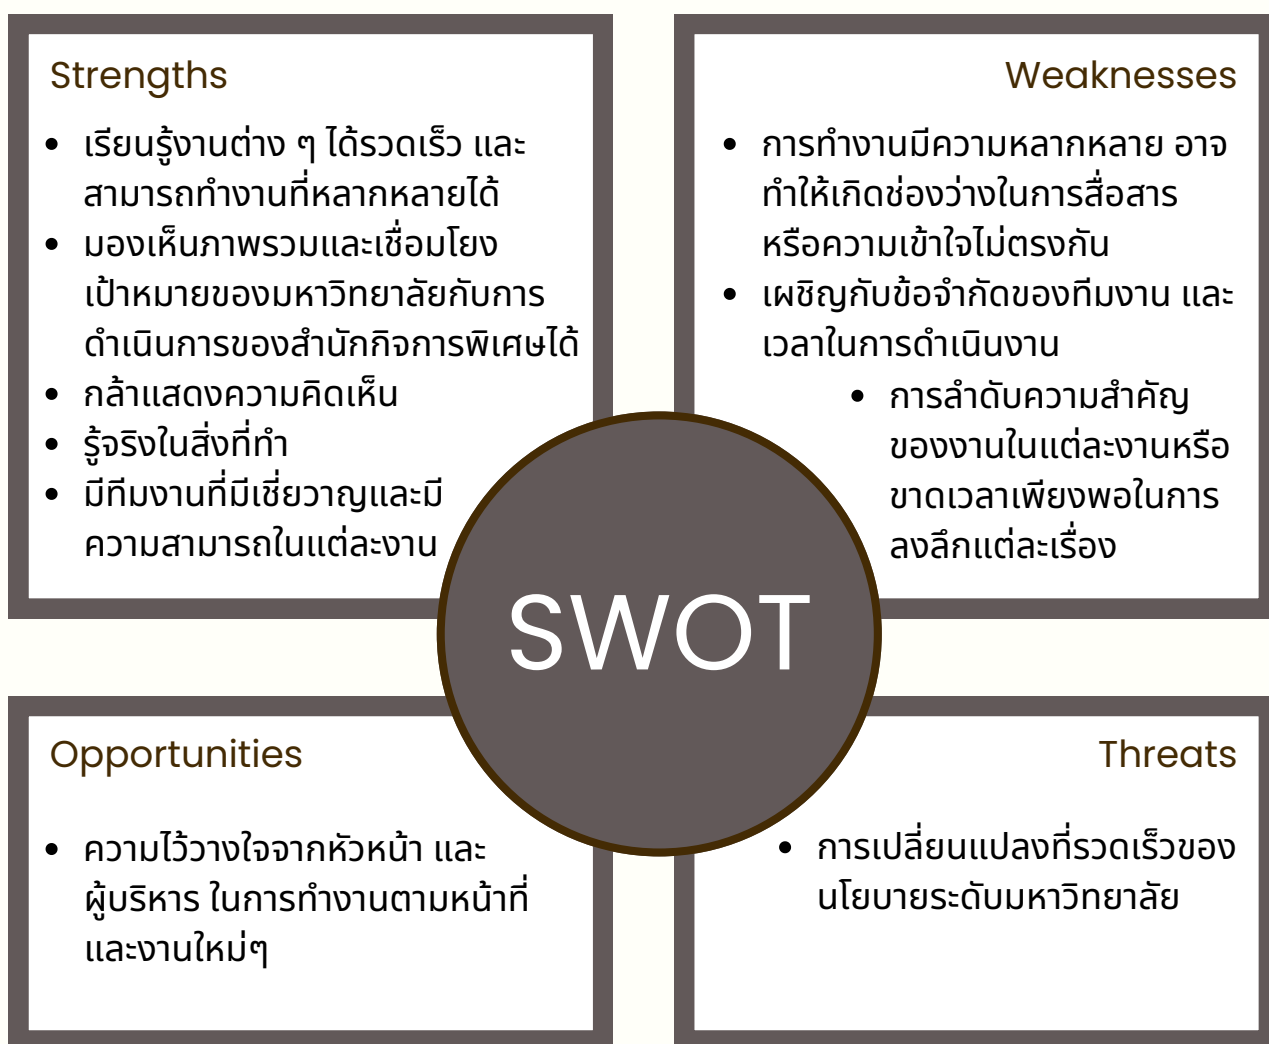 Strengths
• เรียนรู้งานต่าง ๆ ได้รวดเร็ว และ
สามารถทำงานที่หลากหลายได้
• มองเห็นภาพรวมและเชื่อมโยง
เป้าหมายของมหาวิทยาลัยกับการ
ดำเนินการของสำนักกิจการพิเศษได้
• กล้าแสดงความคิดเห็น
• รู้จริงในสิ่งที่ทำ
• มีทีมงานที่มีเชี่ยวาญและมี
ความสามารถในแต่ละงาน
Weaknesses
• การทำงานมีความหลากหลาย อาจ
ทำให้เกิดช่องว่างในการสื่อสาร
หรือความเข้าใจไม่ตรงกัน
• เผชิญกับข้อจำกัดของทีมงาน และ
เวลาในการดำเนินงาน
• การลำดับความสำคัญ
ของงานในแต่ละงานหรือ
ขาดเวลาเพียงพอในการ
ลงลึกแต่ละเรื่อง
SWOT
Opportunities
• ความไว้วางใจจากหัวหน้า และ
ผู้บริหาร ในการทำงานตามหน้าที่
และงานใหม่ๆ
Threats
• การเปลี่ยนแปลงที่รวดเร็วของ
นโยบายระดับมหาวิทยาลัย